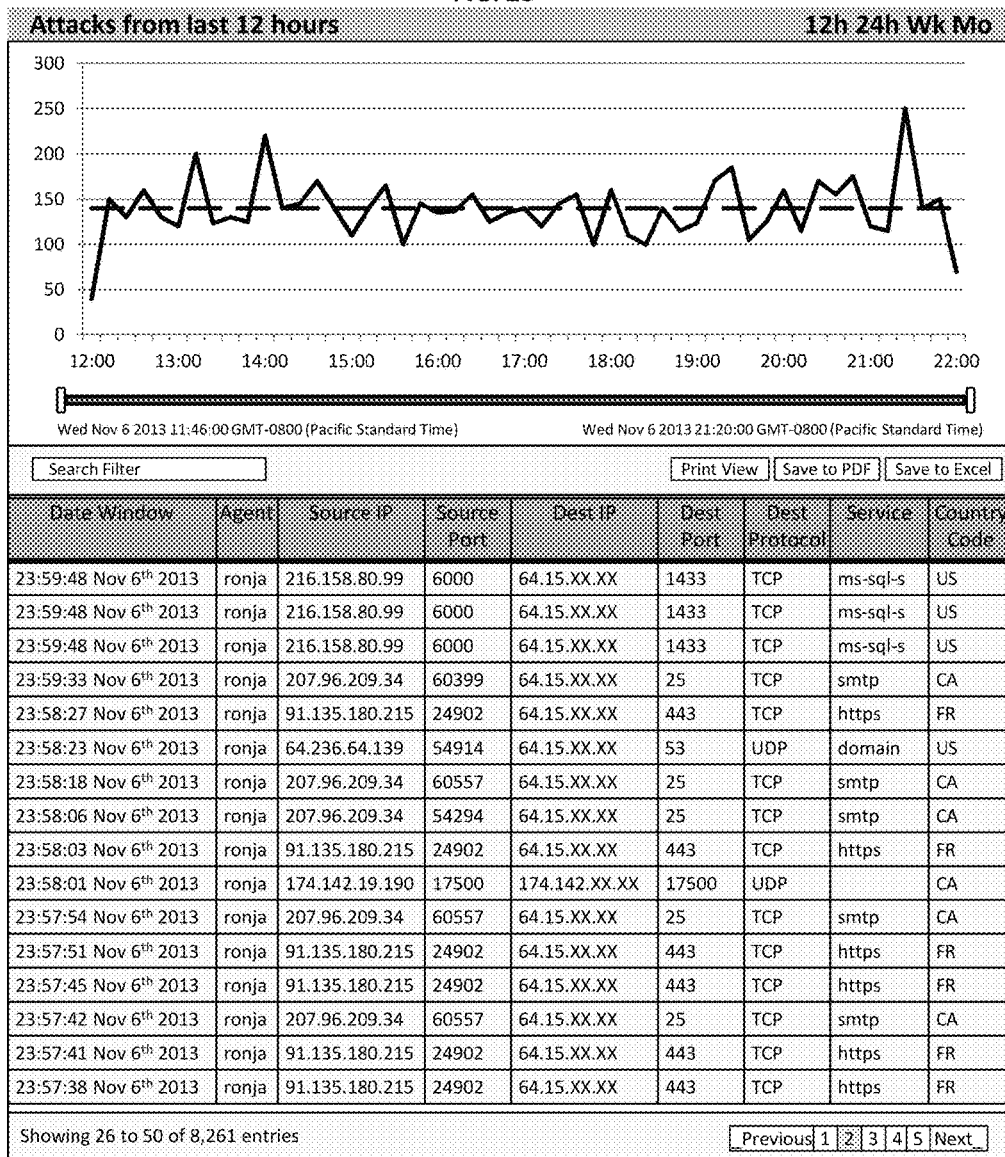 Attacks from last 12 hours 12h 24h Wk Mo
300
250
200
150
100
50
0
12:00 13:00 14:00 15:00 16:00 17:00 18:00 19:00 20:00 21:00 22:00
Wed Nov 6 2013 11:46:00 GMT-0800 (Pacific Standard Time) Wed Nov 6 2013 21:20:00 GMT-0800 (Pacific Standard Time)
Search Filter Print View Save to PDF Save to Excel
Date Window Agent Source IP Source Port Dest IP Dest Port Dest Protocol Service Country Code
23:59:48 Nov 6th 2013 ronja 216.158.80.99 6000 64.15.XX.XX 1433 TCP ms-sql-s US
23:59:48 Nov 6th 2013 ronja 216.158.80.99 6000 64.15.XX.XX 1433 TCP ms-sql-s US
23:59:48 Nov 6th 2013 ronja 216.158.80.99 6000 64.15.XX.XX 1433 TCP ms-sql-s US
23:59:33 Nov 6th 2013 ronja 207.96.209.34 60399 64.15.XX.XX 25 TCP smtp CA
23:58:27 Nov 6th 2013 ronja 91.135.180.215 24902 64.15.XX.XX 443 TCP https FR
23:58:23 Nov 6th 2013 ronja 64.236.64.139 54914 64.15.XX.XX 53 UDP domain US
23:58:18 Nov 6th 2013 ronja 207.96.209.34 60557 64.15.XX.XX 25 TCP smtp CA
23:58:06 Nov 6th 2013 ronja 207.96.209.34 54294 64.15.XX.XX 25 TCP smtp CA
23:58:03 Nov 6th 2013 ronja 91.135.180.215 24902 64.15.XX.XX 443 TCP https FR
23:58:01 Nov 6th 2013 ronja 174.142.19.190 17500 174.142.XX.XX 17500 UDP CA
23:57:54 Nov 6th 2013 ronja 207.96.209.34 60557 64.15.XX.XX 25 TCP smtp CA
23:57:51 Nov 6th 2013 ronja 91.135.180.215 24902 64.15.XX.XX 443 TCP https FR
23:57:45 Nov 6th 2013 ronja 91.135.180.215 24902 64.15.XX.XX 443 TCP https FR
23:57:42 Nov 6th 2013 ronja 207.96.209.34 60557 64.15.XX.XX 25 TCP smtp CA
23:57:41 Nov 6th 2013 ronja 91.135.180.215 24902 64.15.XX.XX 443 TCP https FR
23:57:38 Nov 6th 2013 ronja 91.135.180.215 24902 64.15.XX.XX 443 TCP https FR
Showing 26 to 50 of 8,261 entries _Previous 1 2 3 4 5 Next_